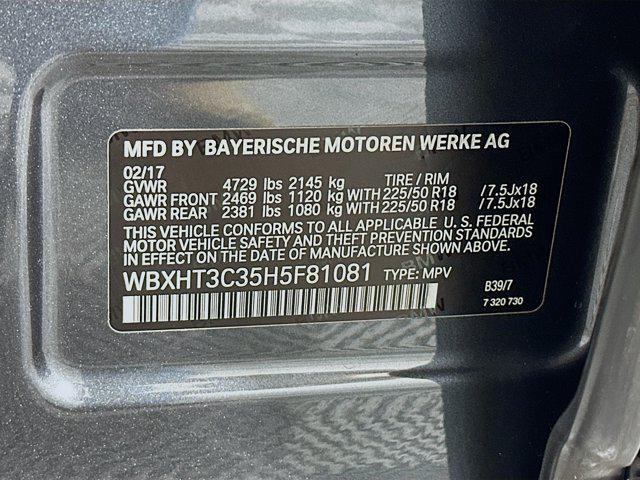 MFD BY BAYERISCHE MOTOREN WERKE AG
02/17 TIRE / RIM
GVWR 4729 lbs 2145 kg
GAWR FRONT 2469 lbs 1120 kg WITH 225/50 R18 /7.5Jx18
GAWR REAR 2381 lbs 1080 kg WITH 225/50 R18 /7.5Jx18
THIS VEHICLE CONFORMS TO ALL APPLICABLE U. S. FEDERAL
MOTOR VEHICLE SAFETY AND THEFT PREVENTION STANDARDS
IN EFFECT ON THE DATE OF MANUFACTURE SHOWN ABOVE.
WBXHT3C35H5F81081 TYPE: MPV
B39/7
7 320 730